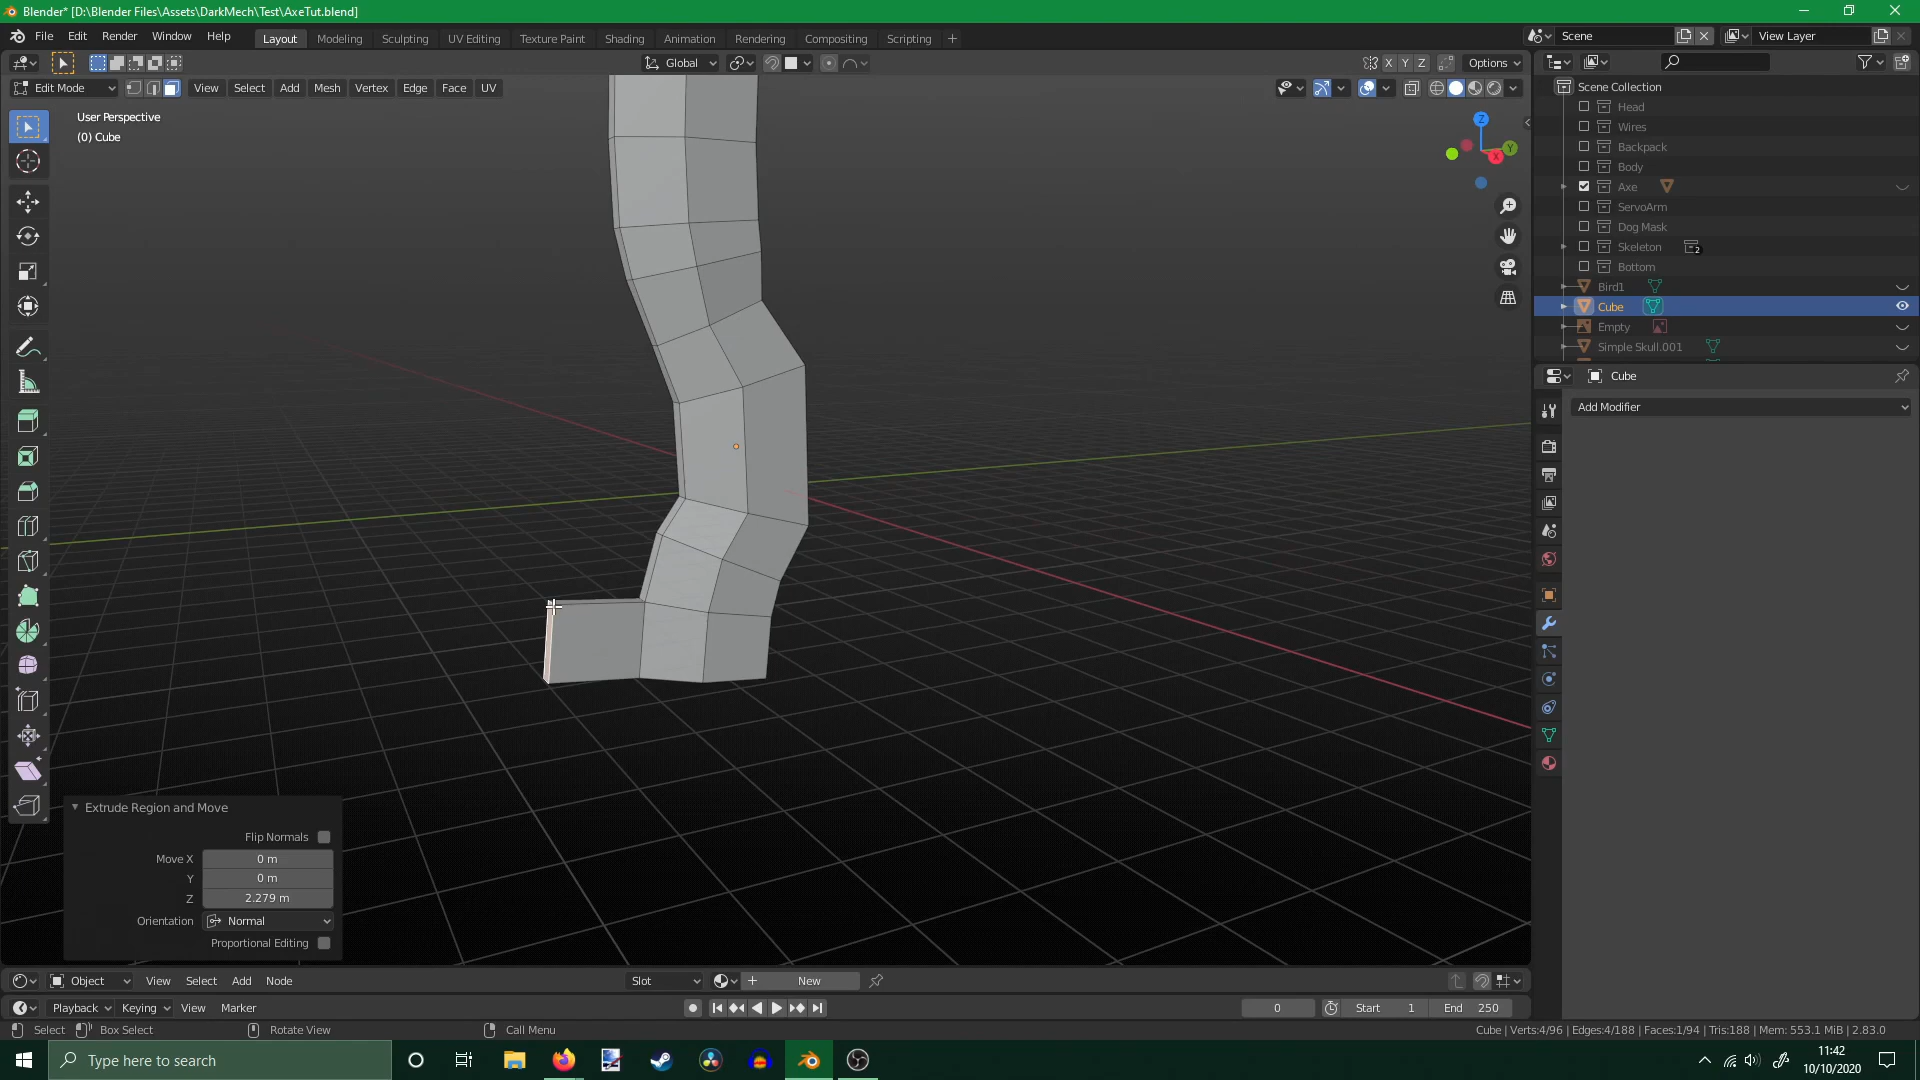 Blender* [D:\Blender Files\Assets\DarkMech\Test\AxeTut.blend]
File Edit Render Window Help Layout Modeling Sculpting UV Editing Texture Paint Shading Animation Rendering Compositing Scripting + Scene View Layer
Global X Y Z Options
Edit Mode View Select Add Mesh Vertex Edge Face UV
User Perspective
(0) Cube
Z
Y
X
Scene Collection
Head
Wires
Backpack
Body
Axe
ServoArm
Dog Mask
Skeleton 2
Bottom
Bird1
Cube
Empty
Simple Skull.001
Cube
Add Modifier
Extrude Region and Move
Flip Normals
Move X 0 m
Y 0 m
Z 2.279 m
Orientation Normal
Proportional Editing
Object View Select Add Node Slot + New
Playback Keying View Marker 0 Start 1 End 250
Select Box Select Rotate View Call Menu Cube | Verts:4/96 | Edges:4/188 | Faces:1/94 | Tris:188 | Mem: 553.1 MiB | 2.83.0
Type here to search
11:42
10/10/2020